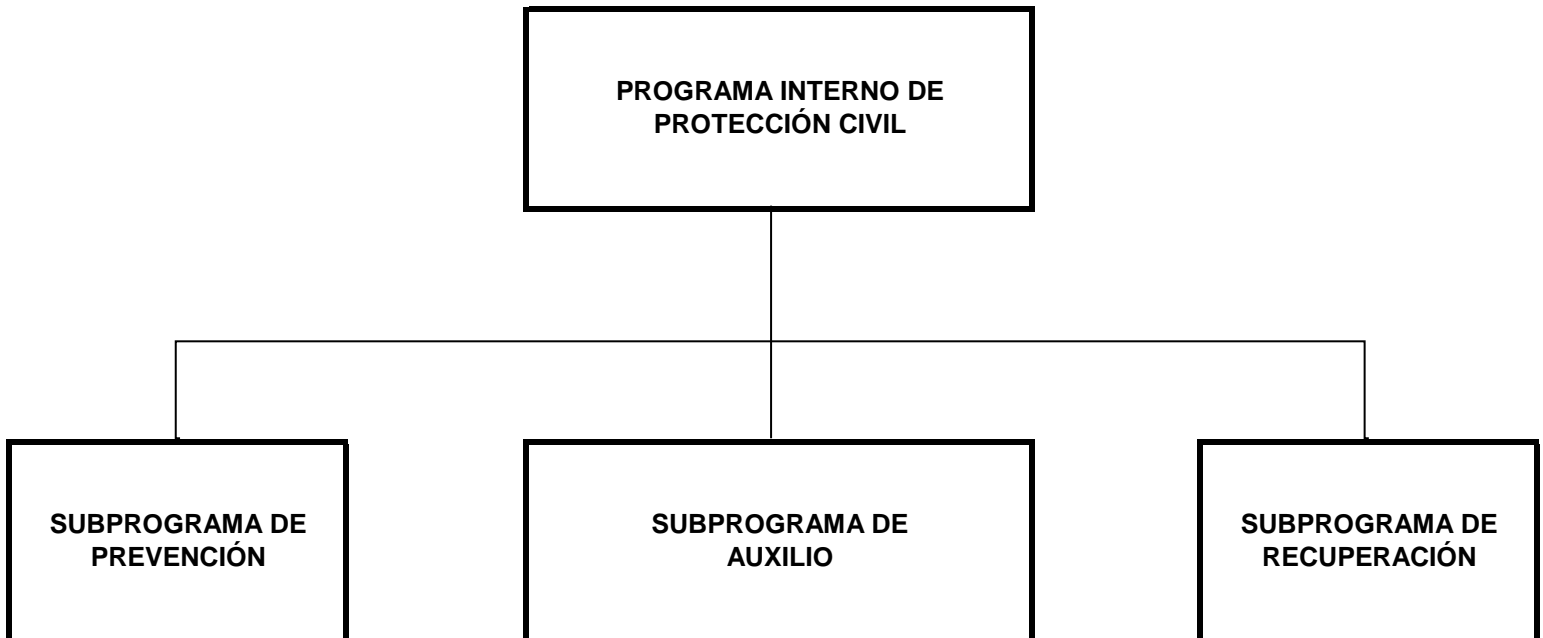 PROGRAMA INTERNO DE
PROTECCIÓN CIVIL
SUBPROGRAMA DE
PREVENCIÓN
SUBPROGRAMA DE
AUXILIO
SUBPROGRAMA DE
RECUPERACIÓN